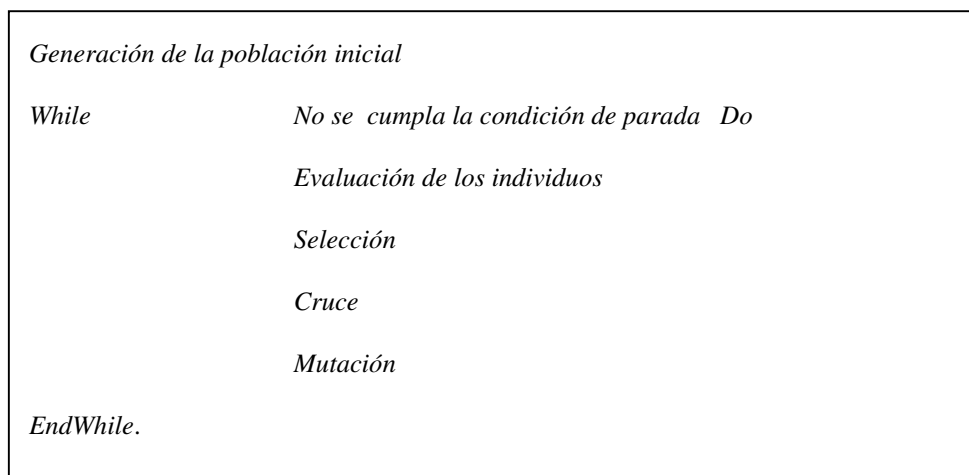 Generación de la población inicial
While No se cumpla la condición de parada Do
Evaluación de los individuos
Selección
Cruce
Mutación
EndWhile.